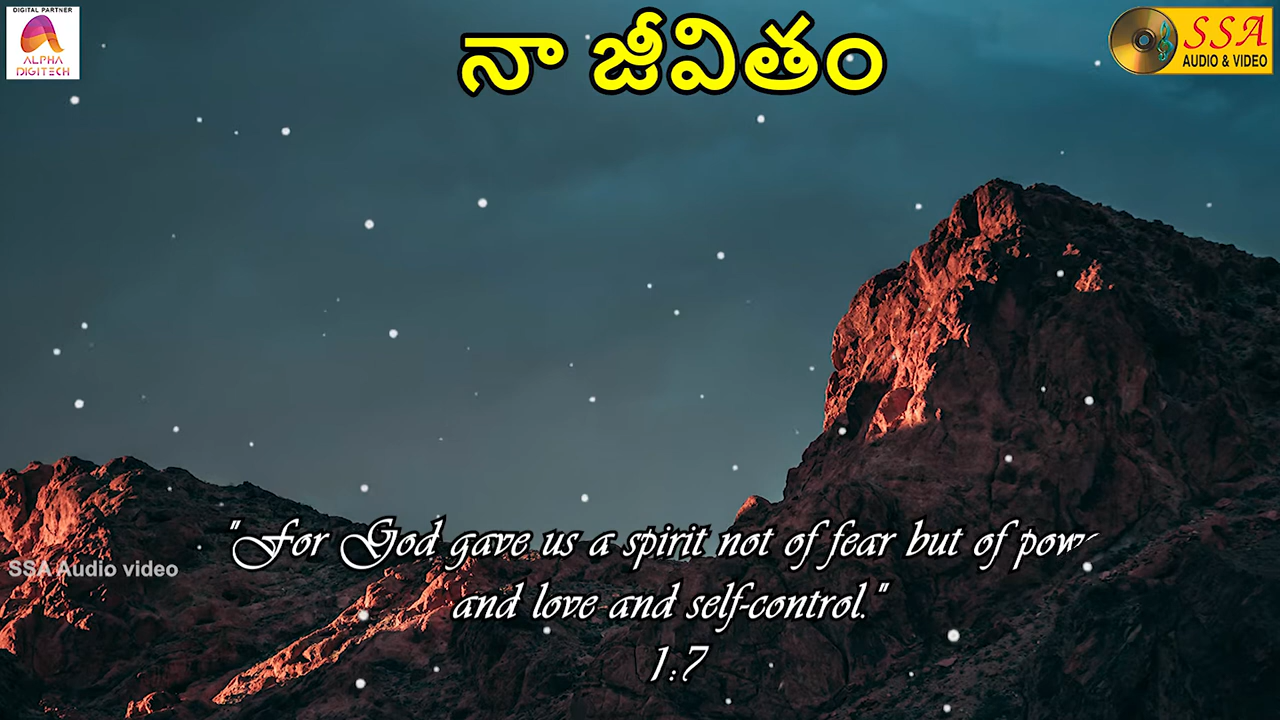 DIGITAL PARTNER
ALPHA
DIGITECH
నా జీవితం
SSA
AUDIO & VIDEO
"For God gave us a spirit not of fear but of
and love and self-control."
1:7
SSA Audio video